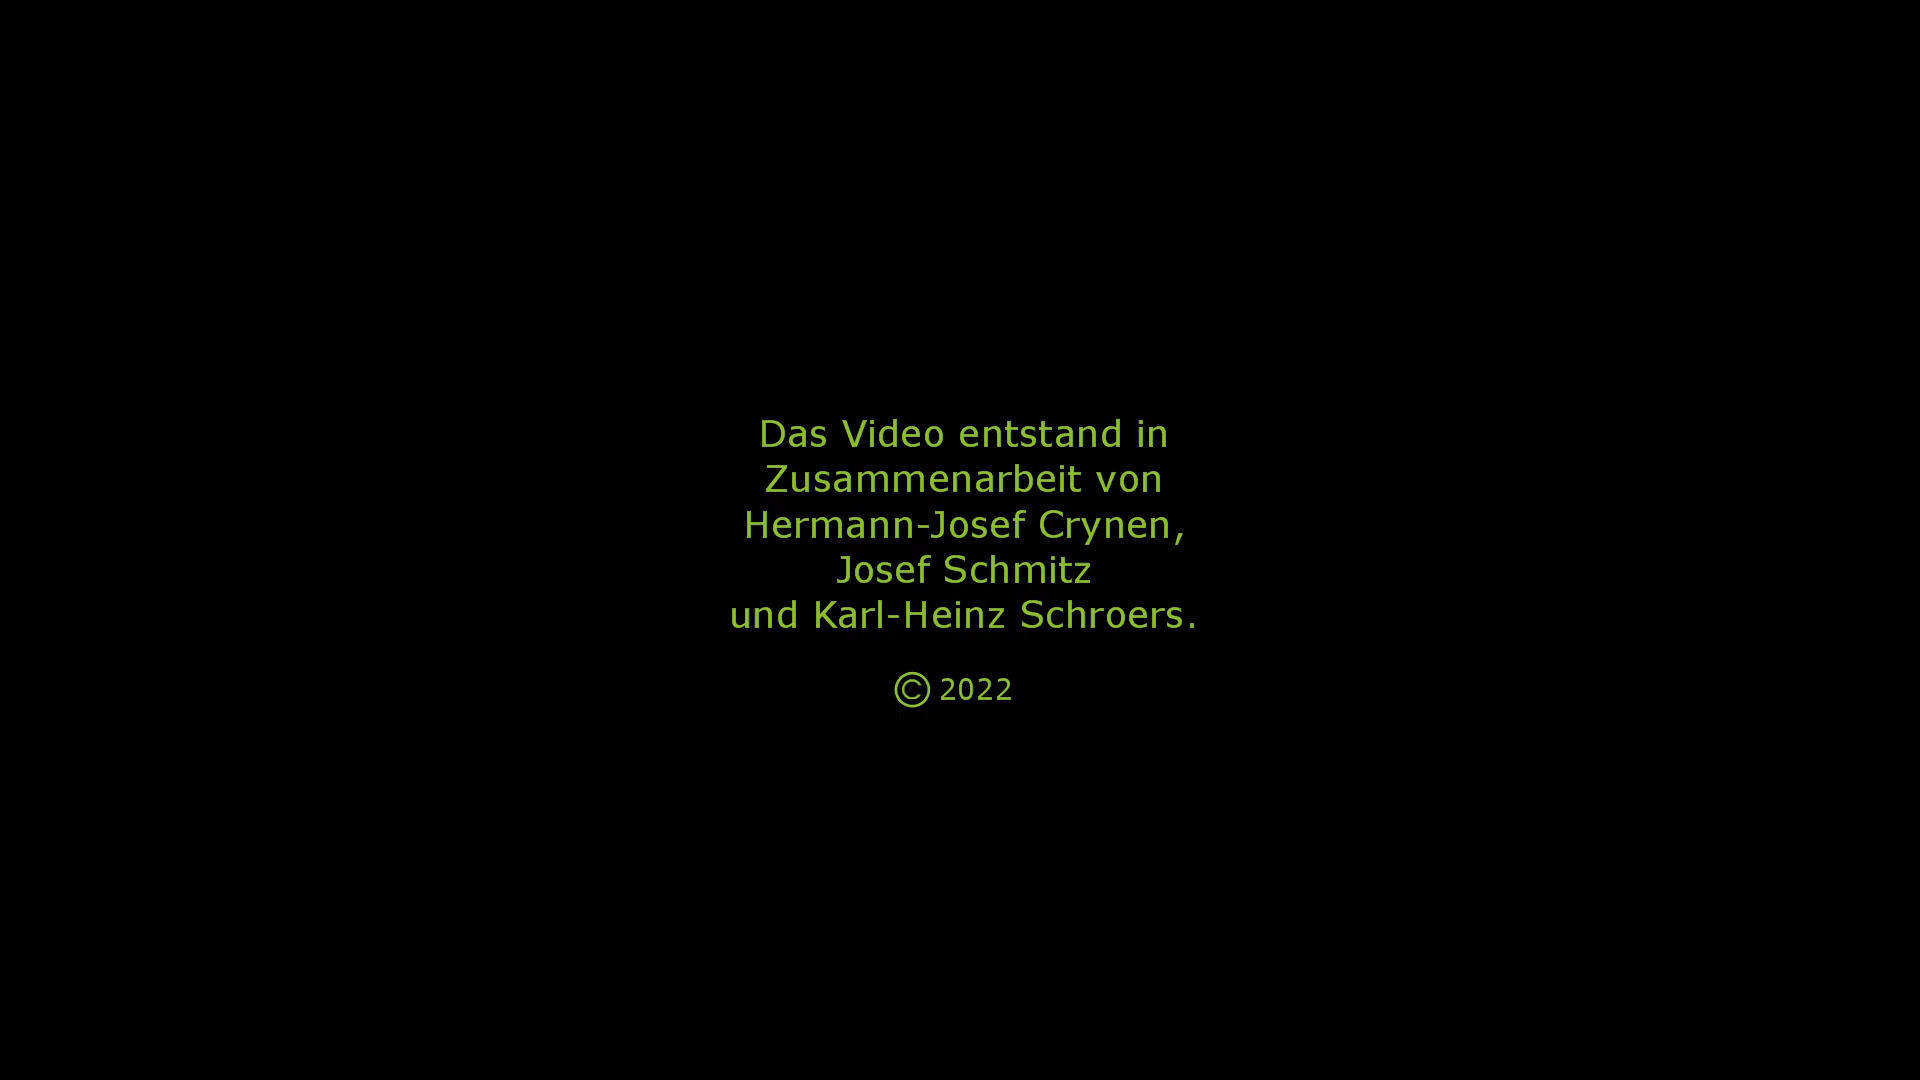 Das Video entstand in
Zusammenarbeit von
Hermann-Josef Crynen,
Josef Schmitz
und Karl-Heinz Schroers.
© 2022